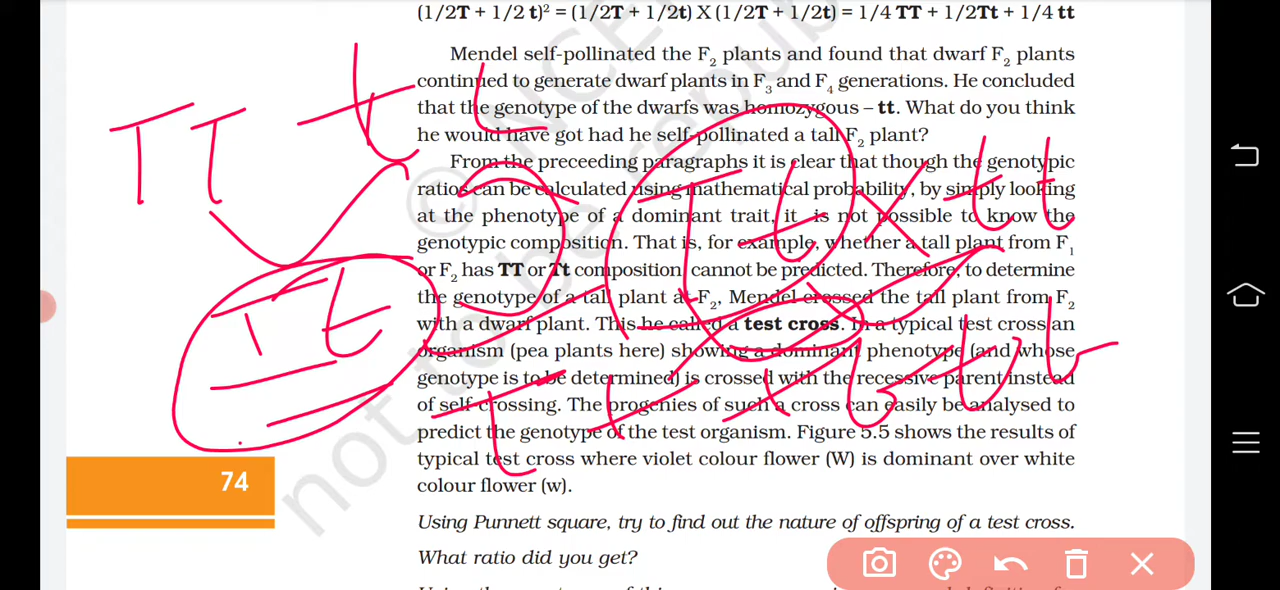 (1/2T + 1/2 t)² = (1/2T + 1/2t) X (1/2T + 1/2t) = 1/4 TT + 1/2Tt + 1/4 tt
Mendel self-pollinated the F₂ plants and found that dwarf F₂ plants
continued to generate dwarf plants in F₃ and F₄ generations. He concluded
that the genotype of the dwarfs was homozygous – tt. What do you think
he would have got had he self-pollinated a tall F₂ plant?
From the preceeding paragraphs it is clear that though the genotypic
ratios can be calculated using mathematical probability, by simply looking
at the phenotype of a dominant trait, it is not possible to know the
genotypic composition. That is, for example, whether a tall plant from F₁
or F₂ has TT or Tt composition, cannot be predicted. Therefore, to determine
the genotype of a tall plant at F₂, Mendel crossed the tall plant from F₂
with a dwarf plant. This he called a test cross. In a typical test cross an
organism (pea plants here) showing a dominant phenotype (and whose
genotype is to be determined) is crossed with the recessive parent instead
of self-crossing. The progenies of such a cross can easily be analysed to
predict the genotype of the test organism. Figure 5.5 shows the results of
typical test cross where violet colour flower (W) is dominant over white
colour flower (w).
Using Punnett square, try to find out the nature of offspring of a test cross.
What ratio did you get?
74
TT
t
Tt
T
t
×
tt
not to be republ
© NCE